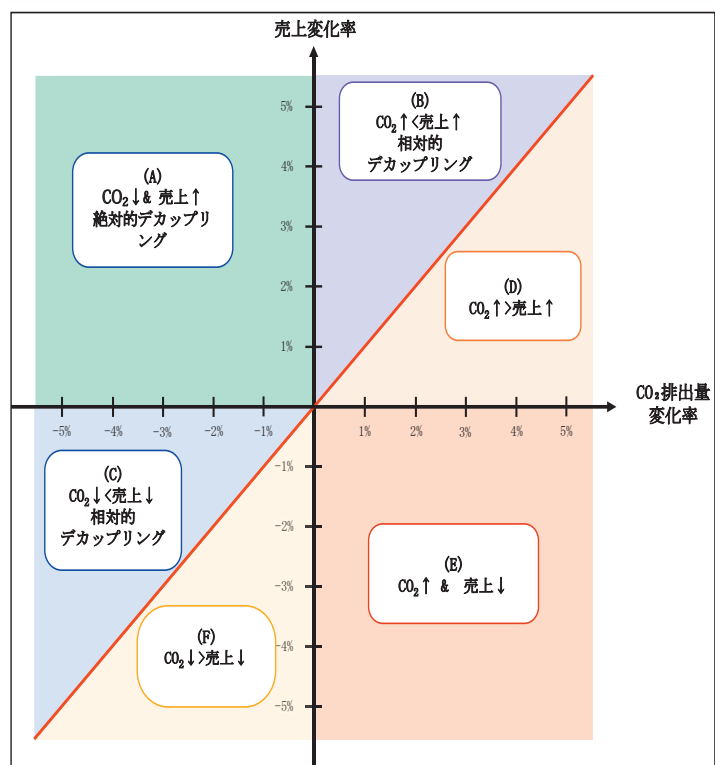 売上変化率
5%
(B)
CO₂↑<売上↑
相対的
デカップリング
4%
(A)
CO₂↓& 売上↑
絶対的デカップリ
ング
3%
2%
(D)
CO₂↑>売上↑
1%
CO₂排出量
変化率
-5%
-4%
-3%
-2%
-1%
1%
2%
3%
4%
5%
-1%
(C)
CO₂↓<売上↓
相対的
デカップリング
-2%
(E)
CO₂↑ & 売上↓
-3%
(F)
CO₂↓>売上↓
-4%
-5%